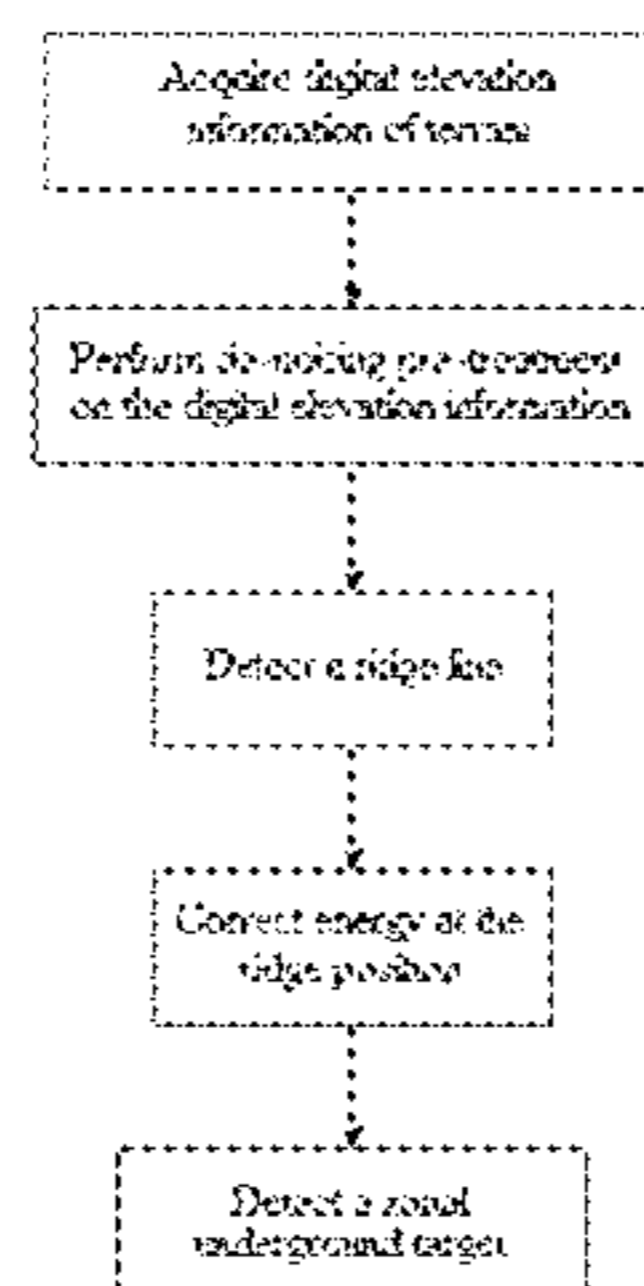 Acquire digital elevation
information of terrain
Perform de-noising pre-treatment
on the digital elevation information
Detect a ridge line
Correct energy at the
ridge position
Detect a zonal
underground target